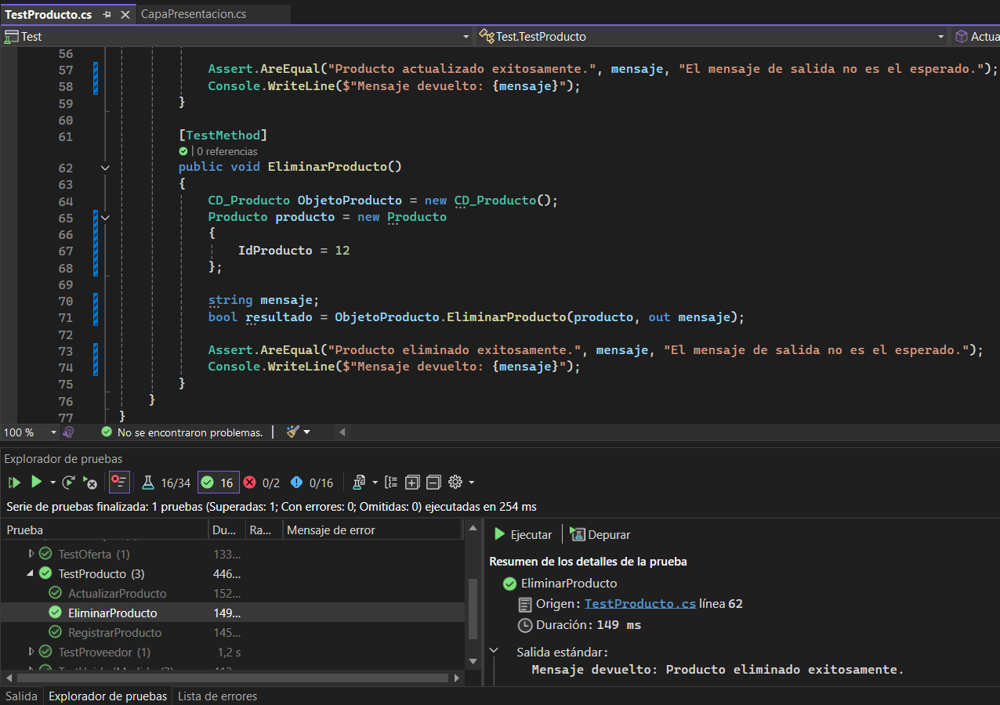 TestProducto.cs CapaPresentacion.cs
Test Test.TestProducto Actua
56
57 Assert.AreEqual("Producto actualizado exitosamente.", mensaje, "El mensaje de salida no es el esperado.");
58 Console.WriteLine($"Mensaje devuelto: {mensaje}");
59 }
60
61 [TestMethod]
0 referencias
62 public void EliminarProducto()
63 {
64 CD_Producto ObjetoProducto = new CD_Producto();
65 Producto producto = new Producto
66 {
67 IdProducto = 12
68 };
69
70 string mensaje;
71 bool resultado = ObjetoProducto.EliminarProducto(producto, out mensaje);
72
73 Assert.AreEqual("Producto eliminado exitosamente.", mensaje, "El mensaje de salida no es el esperado.");
74 Console.WriteLine($"Mensaje devuelto: {mensaje}");
75 }
76 }
77 }
100 % No se encontraron problemas.
Explorador de pruebas
16/34 16 0/2 0/16
Serie de pruebas finalizada: 1 pruebas (Superadas: 1; Con errores: 0; Omitidas: 0) ejecutadas en 254 ms
Prueba Du... Ra... Mensaje de error
TestOferta (1) 133...
TestProducto (3) 446...
ActualizarProducto 152...
EliminarProducto 149...
RegistrarProducto 145...
TestProveedor (1) 1,2 s
Ejecutar Depurar
Resumen de los detalles de la prueba
EliminarProducto
Origen: TestProducto.cs línea 62
Duración: 149 ms
Salida estándar:
Mensaje devuelto: Producto eliminado exitosamente.
Salida Explorador de pruebas Lista de errores